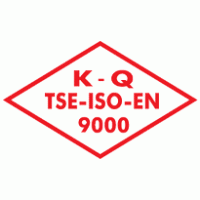 K - Q
TSE-ISO-EN
9000